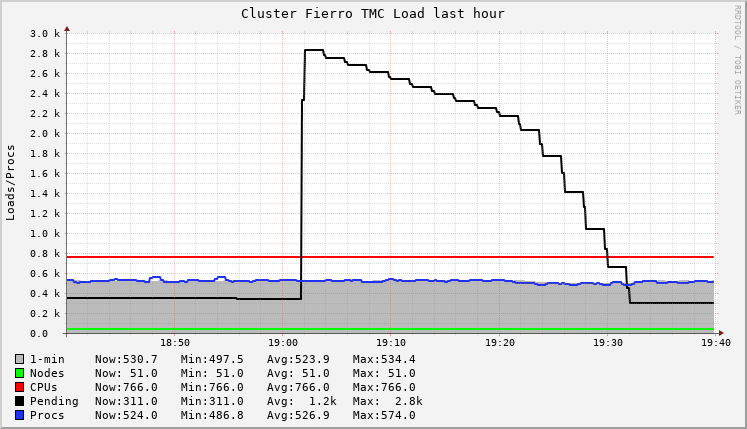 Cluster Fierro TMC Load last hour
RRDTOOL / TOBI OETIKER
Loads/Procs
3.0 k
2.8 k
2.6 k
2.4 k
2.2 k
2.0 k
1.8 k
1.6 k
1.4 k
1.2 k
1.0 k
0.8 k
0.6 k
0.4 k
0.2 k
0.0
18:50 19:00 19:10 19:20 19:30 19:40
1-min Now:530.7 Min:497.5 Avg:523.9 Max:534.4
Nodes Now: 51.0 Min: 51.0 Avg: 51.0 Max: 51.0
CPUs Now:766.0 Min:766.0 Avg:766.0 Max:766.0
Pending Now:311.0 Min:311.0 Avg: 1.2k Max: 2.8k
Procs Now:524.0 Min:486.8 Avg:526.9 Max:574.0